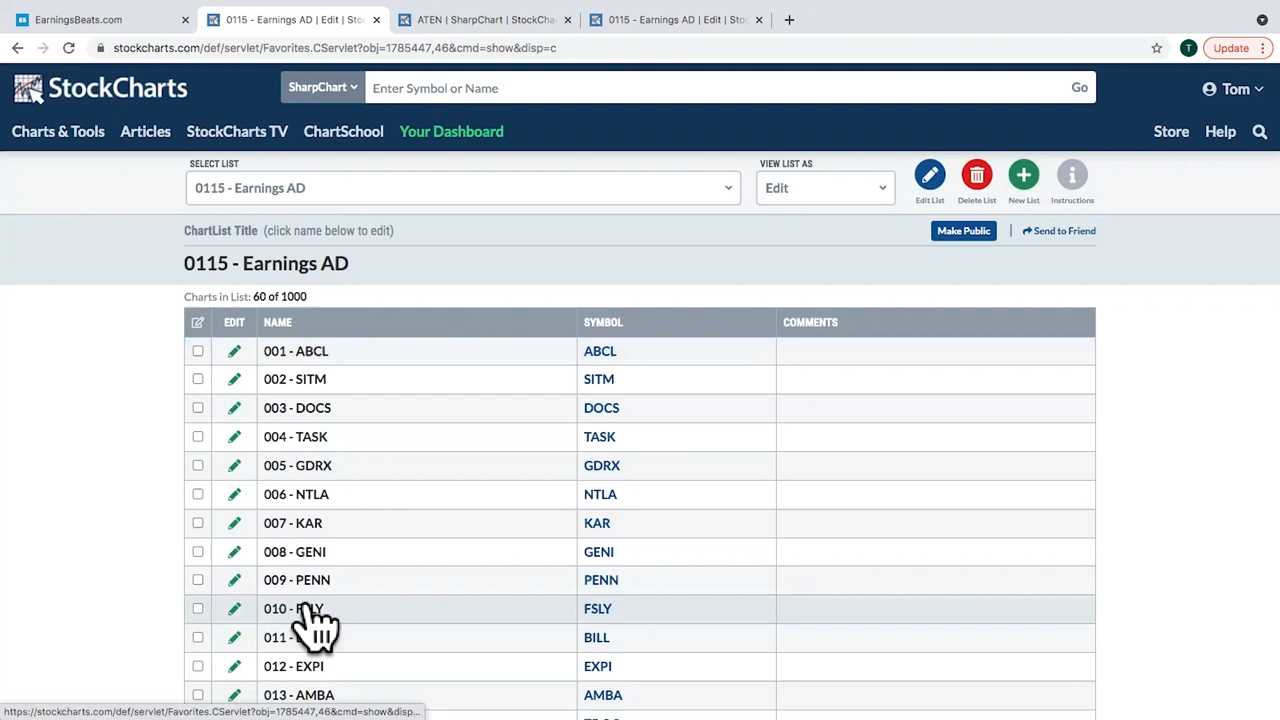 EarningsBeats.com
0115 - Earnings AD | Edit | Sto
ATEN | SharpChart | StockCha
0115 - Earnings AD | Edit | Stoc
stockcharts.com/def/servlet/Favorites.CServlet?obj=1785447,46&cmd=show&disp=c
T
Update
StockCharts
SharpChart
Enter Symbol or Name
Go
Tom
Charts & Tools
Articles
StockCharts TV
ChartSchool
Your Dashboard
Store
Help
SELECT LIST
VIEW LIST AS
0115 - Earnings AD
Edit
Edit List
Delete List
New List
Instructions
ChartList Title (click name below to edit)
Make Public
Send to Friend
0115 - Earnings AD
Charts in List: 60 of 1000
EDIT NAME SYMBOL COMMENTS
001 - ABCL ABCL
002 - SITM SITM
003 - DOCS DOCS
004 - TASK TASK
005 - GDRX GDRX
006 - NTLA NTLA
007 - KAR KAR
008 - GENI GENI
009 - PENN PENN
010 - FSLY FSLY
011 - BILL
012 - EXPI EXPI
013 - AMBA AMBA
https://stockcharts.com/def/servlet/Favorites.CServlet?obj=1785447,46&cmd=show&disp...